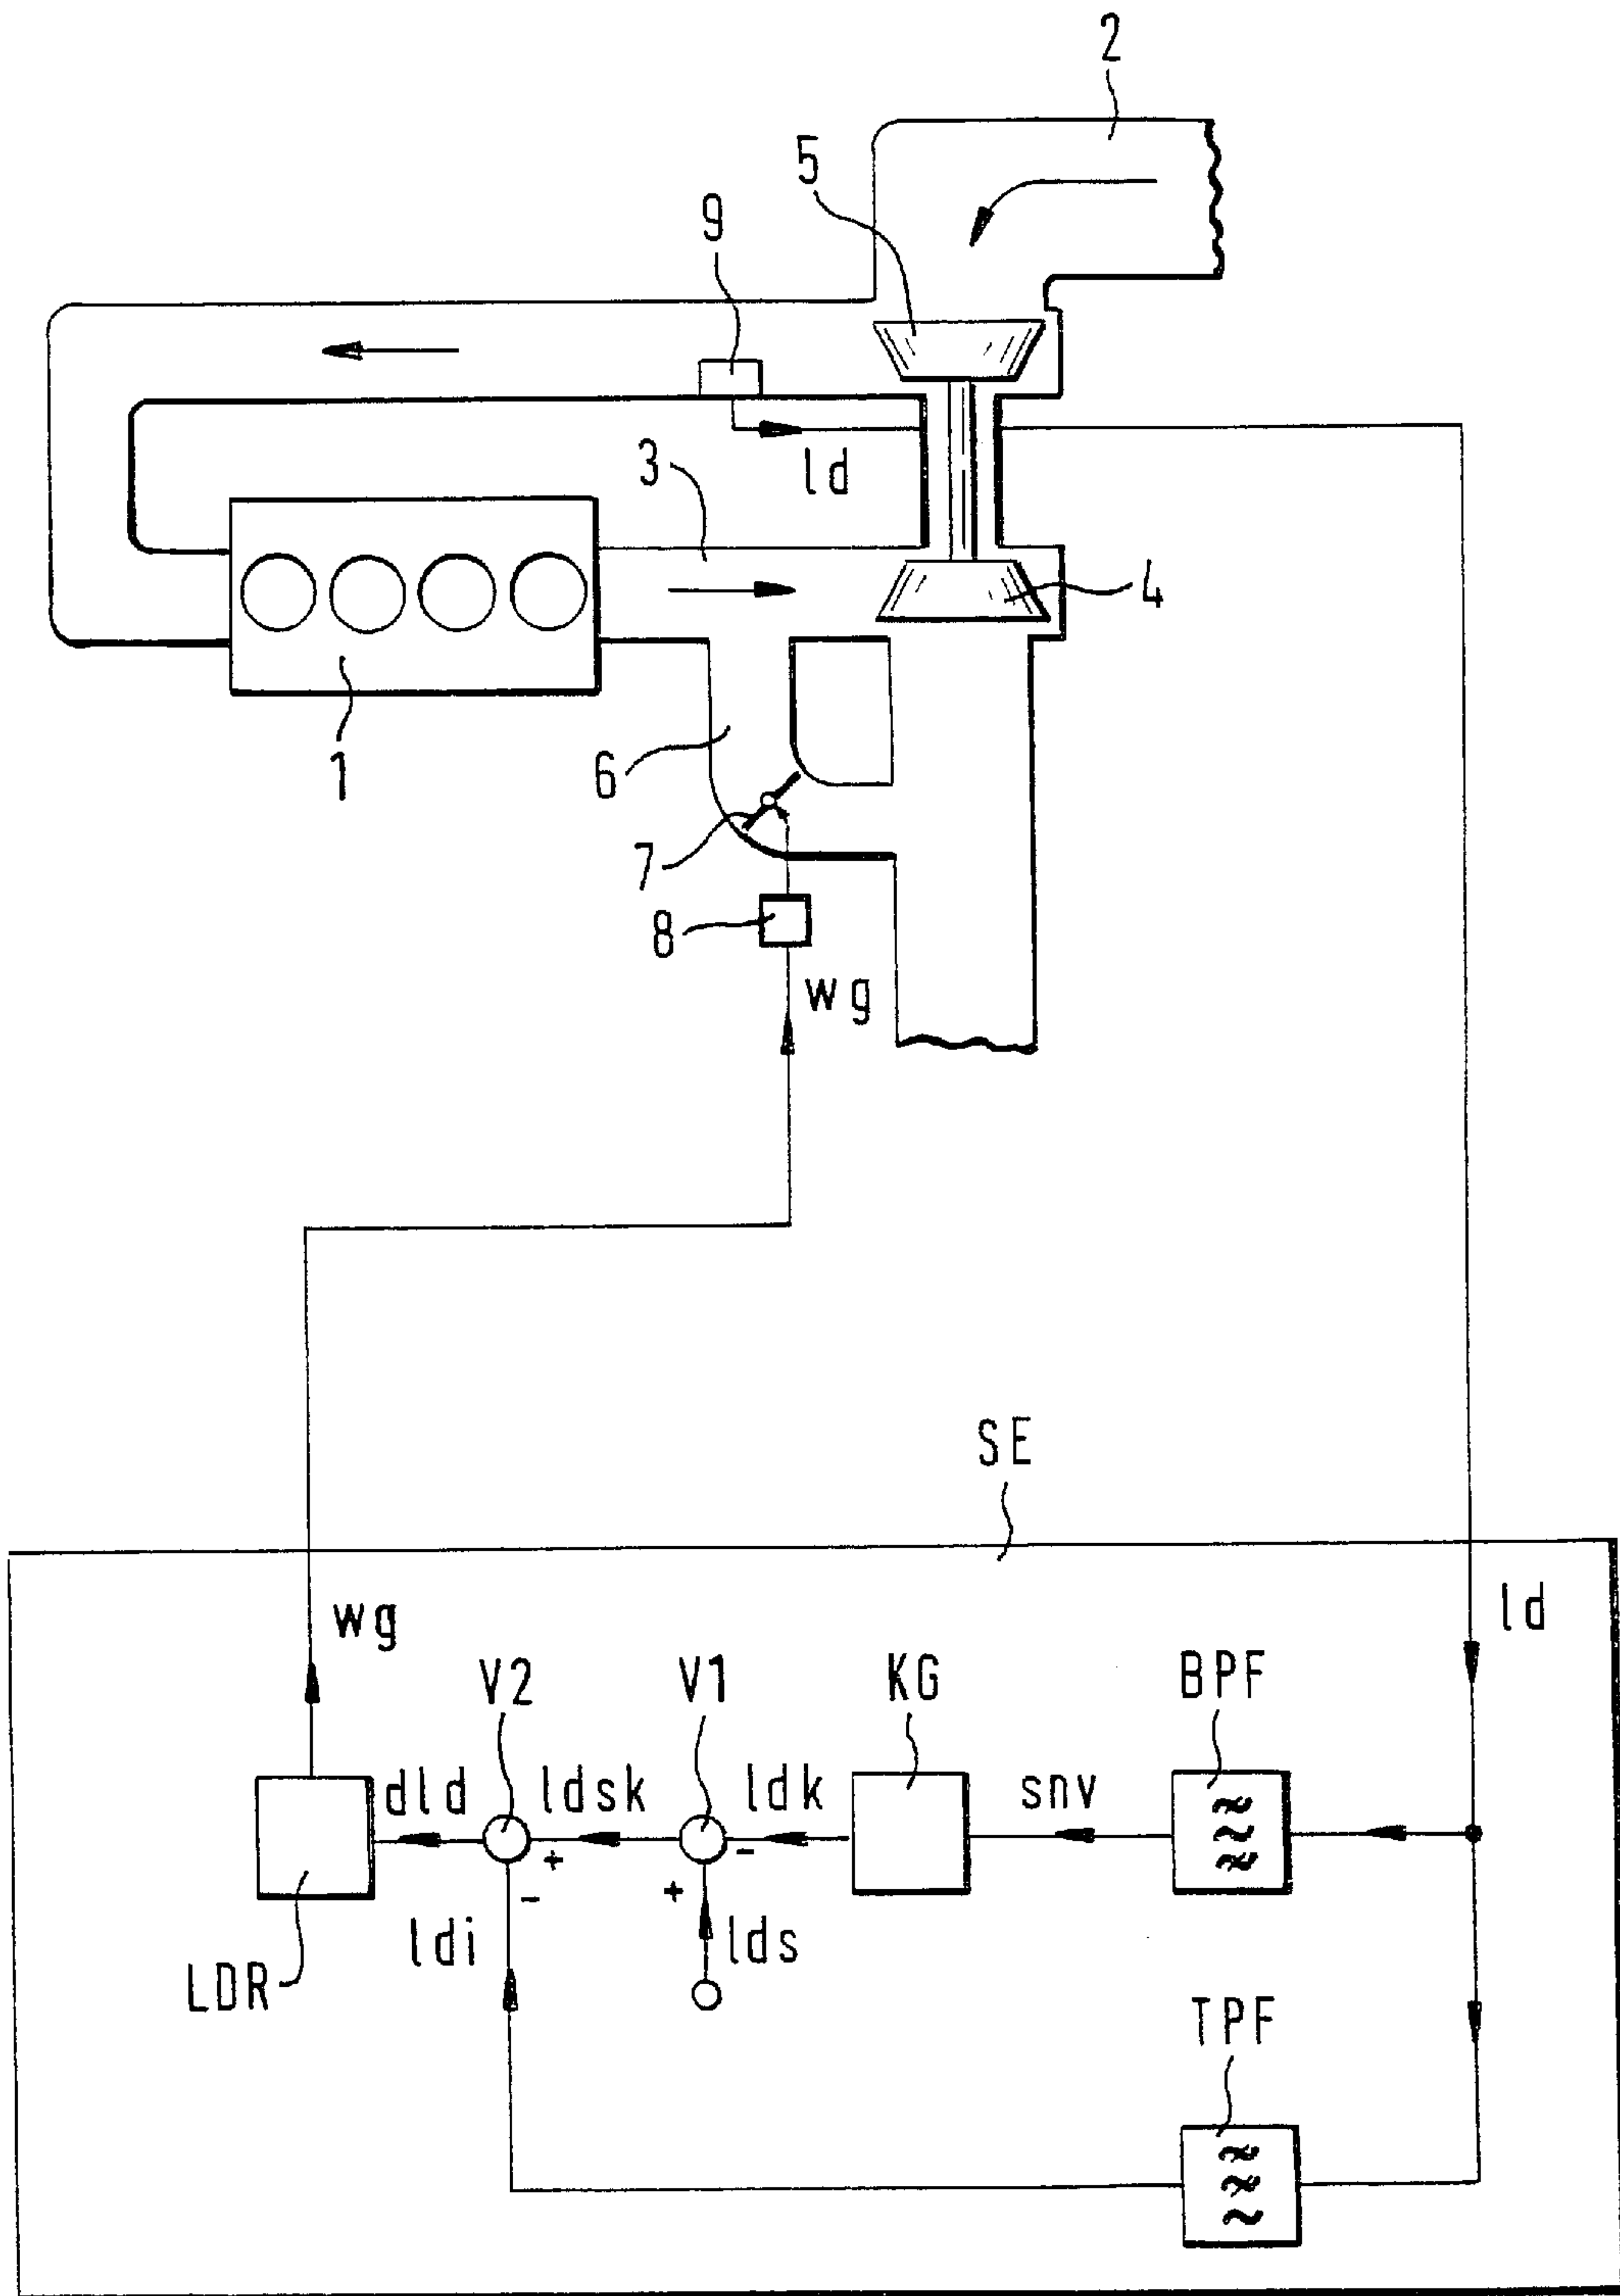 2
5
9
ld
3
4
1
6
7
8
wg
SE
ld
wg
V2
V1
KG
BPF
dld
ldsk
ldk
snv
+
-
-
+
ldi
lds
LDR
TPF